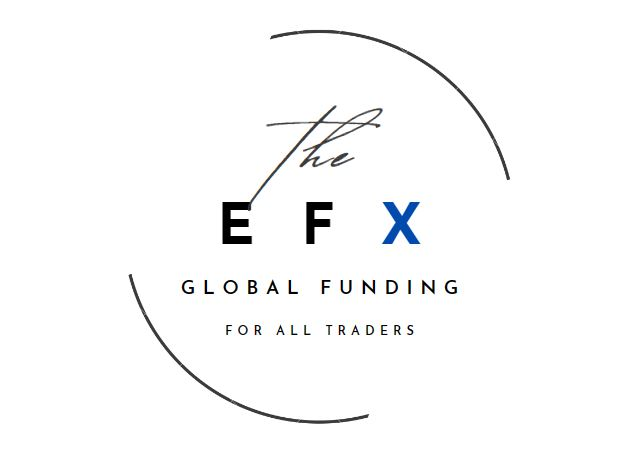 the
E F X
GLOBAL FUNDING
FOR ALL TRADERS